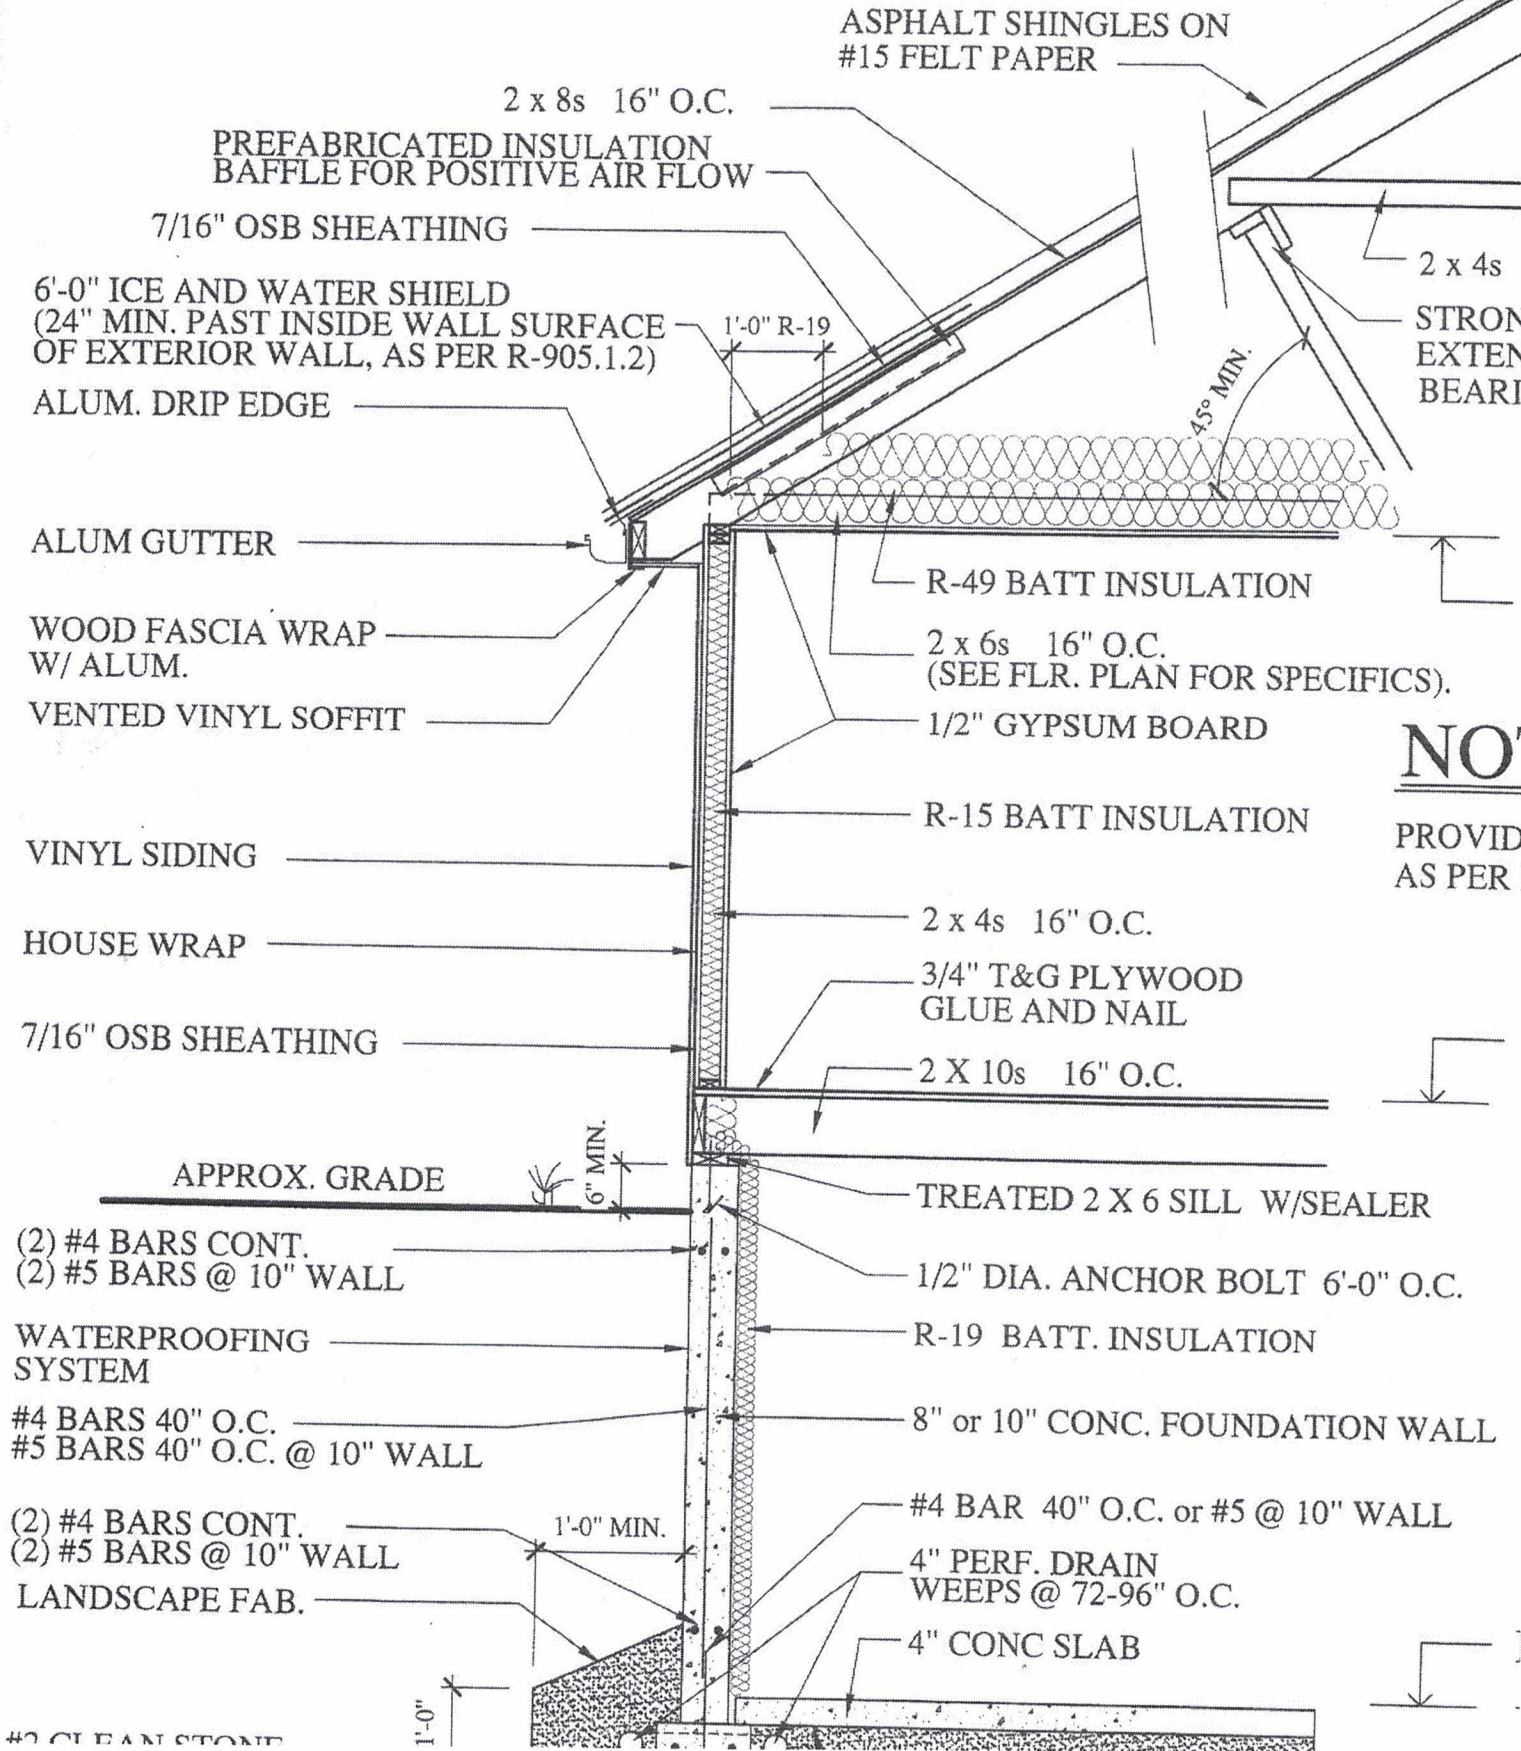 ASPHALT SHINGLES ON
#15 FELT PAPER
2 x 8s 16" O.C.
PREFABRICATED INSULATION
BAFFLE FOR POSITIVE AIR FLOW
7/16" OSB SHEATHING
6'-0" ICE AND WATER SHIELD
(24" MIN. PAST INSIDE WALL SURFACE
OF EXTERIOR WALL, AS PER R-905.1.2)
1'-0" R-19
ALUM. DRIP EDGE
2 x 4s
STRON
EXTEN
BEARI
45° MIN.
ALUM GUTTER
WOOD FASCIA WRAP
W/ ALUM.
VENTED VINYL SOFFIT
R-49 BATT INSULATION
2 x 6s 16" O.C.
(SEE FLR. PLAN FOR SPECIFICS).
1/2" GYPSUM BOARD
NOT
PROVID
AS PER
R-15 BATT INSULATION
VINYL SIDING
2 x 4s 16" O.C.
HOUSE WRAP
3/4" T&G PLYWOOD
GLUE AND NAIL
7/16" OSB SHEATHING
2 X 10s 16" O.C.
6" MIN.
APPROX. GRADE
TREATED 2 X 6 SILL W/SEALER
(2) #4 BARS CONT.
(2) #5 BARS @ 10" WALL
1/2" DIA. ANCHOR BOLT 6'-0" O.C.
WATERPROOFING
SYSTEM
R-19 BATT. INSULATION
#4 BARS 40" O.C.
#5 BARS 40" O.C. @ 10" WALL
8" or 10" CONC. FOUNDATION WALL
(2) #4 BARS CONT.
(2) #5 BARS @ 10" WALL
1'-0" MIN.
#4 BAR 40" O.C. or #5 @ 10" WALL
4" PERF. DRAIN
WEEPS @ 72-96" O.C.
LANDSCAPE FAB.
4" CONC SLAB
1'-0"
#2 CLEAN STONE